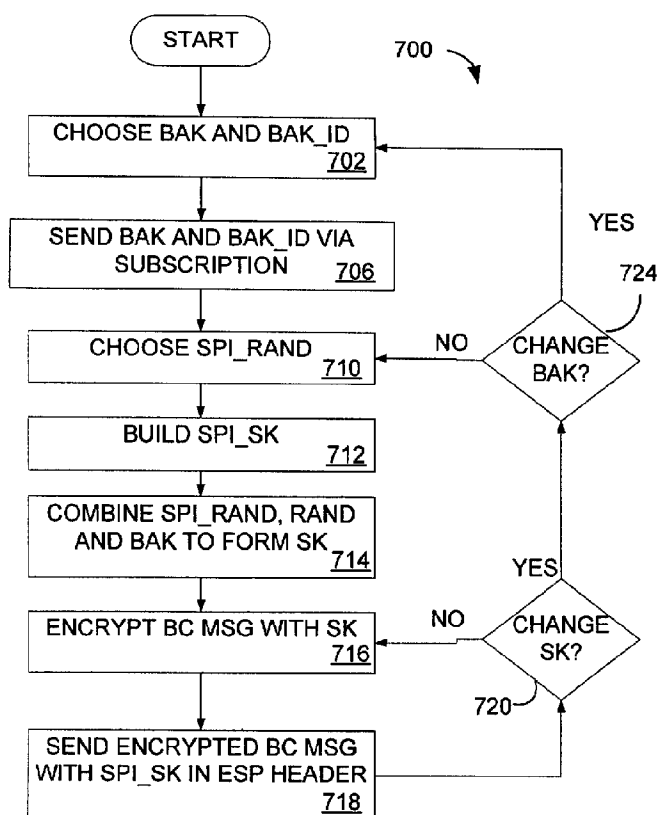 START
700
CHOOSE BAK AND BAK_ID
702
SEND BAK AND BAK_ID VIA
SUBSCRIPTION
706
YES
724
CHOOSE SPI_RAND
710
NO
CHANGE
BAK?
BUILD SPI_SK
712
COMBINE SPI_RAND, RAND
AND BAK TO FORM SK
714
YES
ENCRYPT BC MSG WITH SK
716
NO
CHANGE
SK?
720
SEND ENCRYPTED BC MSG
WITH SPI_SK IN ESP HEADER
718